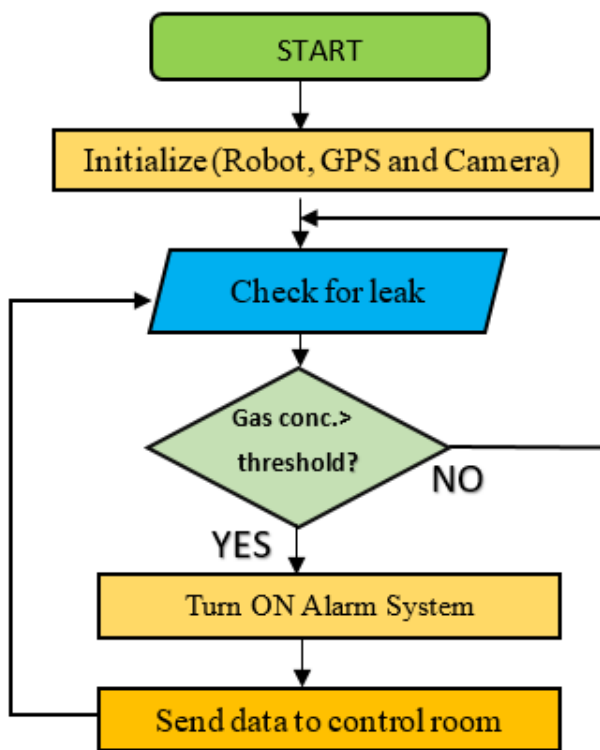 START
Initialize (Robot, GPS and Camera)
Check for leak
Gas conc.>
threshold?
NO
YES
Turn ON Alarm System
Send data to control room